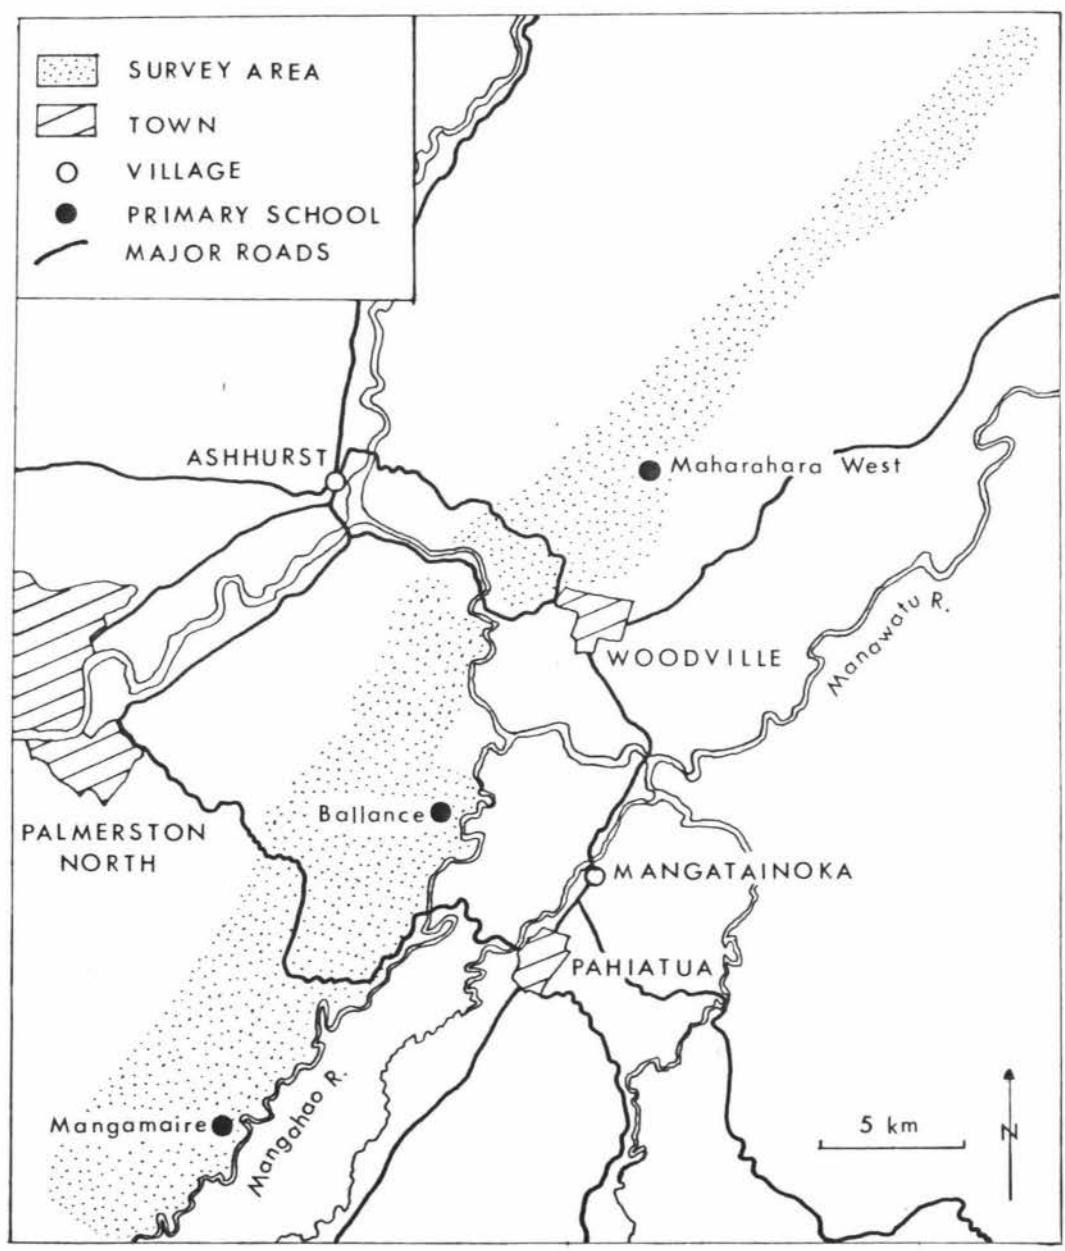 SURVEY AREA
TOWN
VILLAGE
PRIMARY SCHOOL
MAJOR ROADS
ASHHURST
Maharahara West
Manawatu R.
WOODVILLE
Ballance
PALMERSTON
NORTH
MANGATAINOKA
PAHIATUA
Mangamaire
Mangahao R.
5 km
N